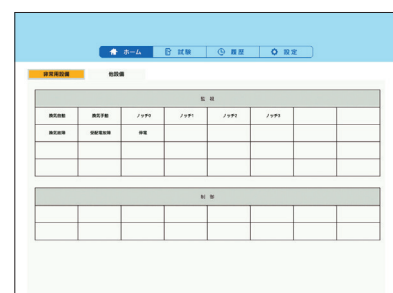 ホーム 試験 履歴 設定
非常用設備 他設備
監視
換気自動 換気手動 ノッチ0 ノッチ1 ノッチ2 ノッチ3
換気故障 受配電故障 停電
制御